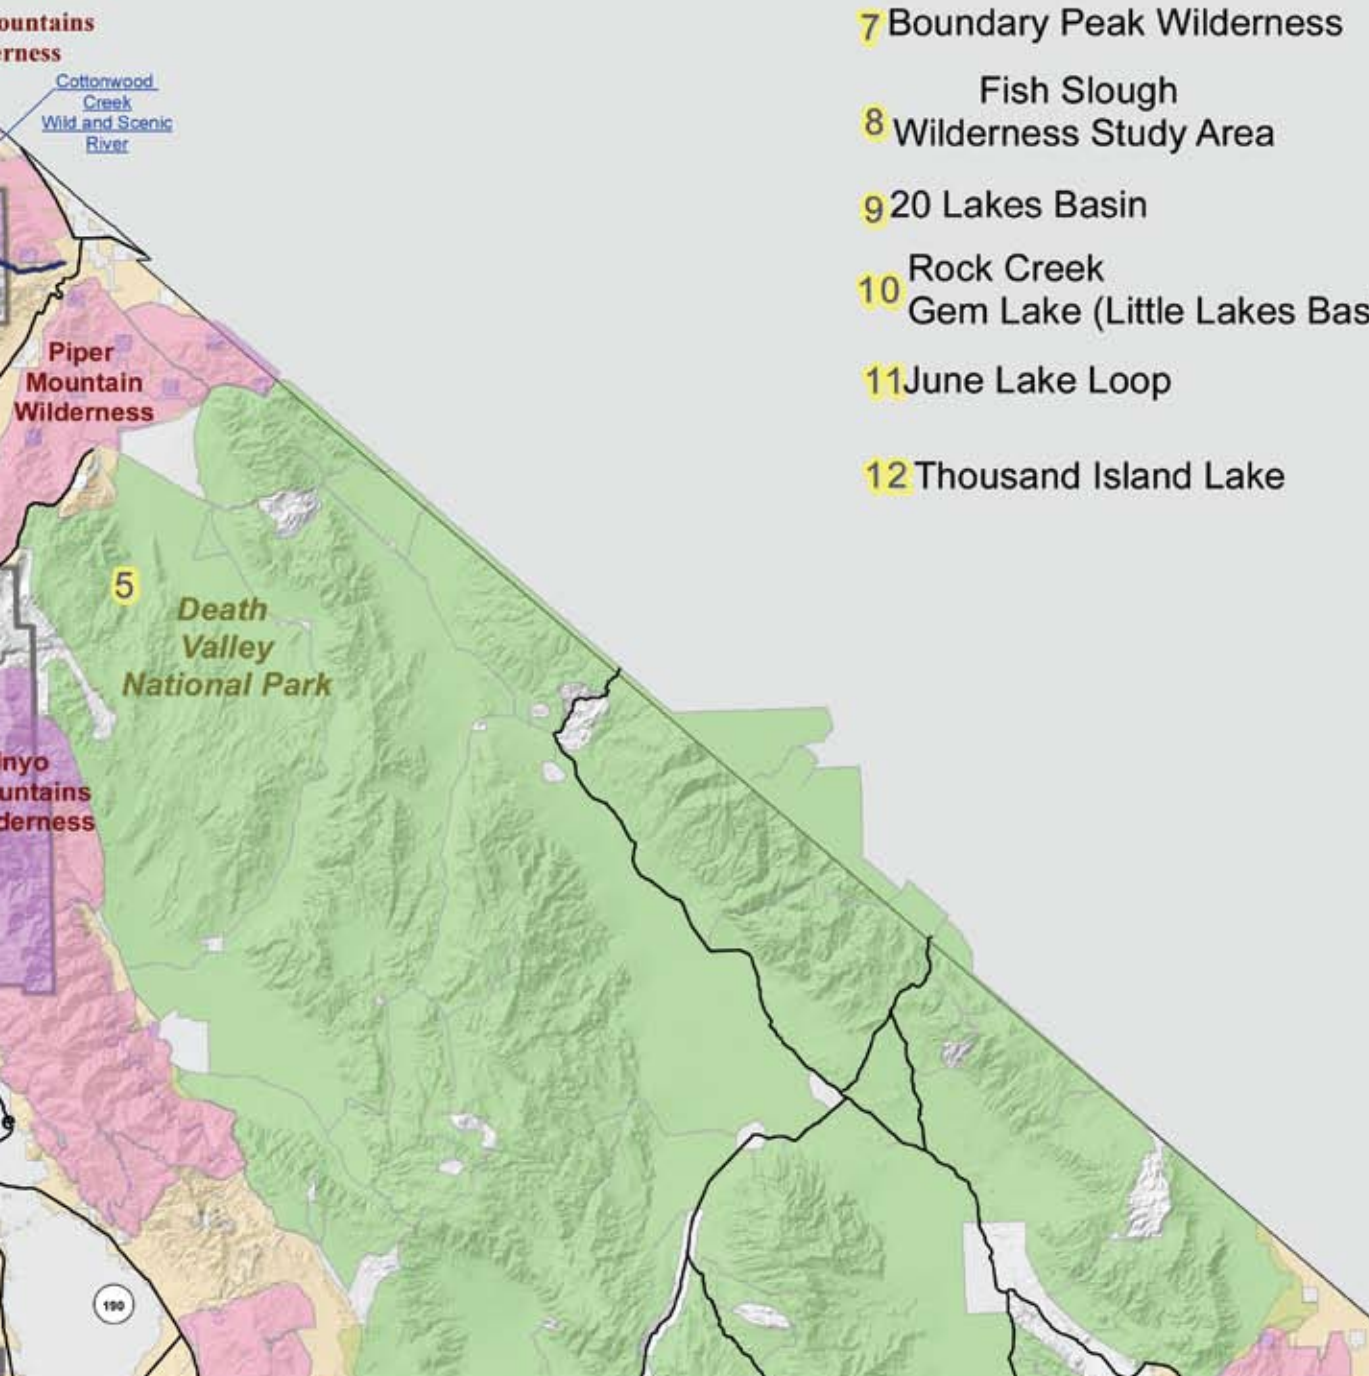 ountains
erness
Cottonwood
Creek
Wild and Scenic
River
7 Boundary Peak Wilderness
Fish Slough
8 Wilderness Study Area
9 20 Lakes Basin
Rock Creek
10 Gem Lake (Little Lakes Bas
11 June Lake Loop
12 Thousand Island Lake
Piper
Mountain
Wilderness
5
Death
Valley
National Park
nyo
untains
derness
190